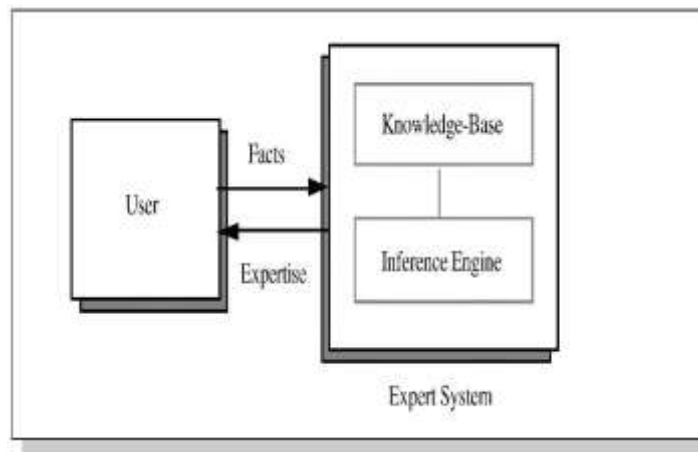 Knowledge-Base
Facts
User
Expertise
Inference Engine
Expert System